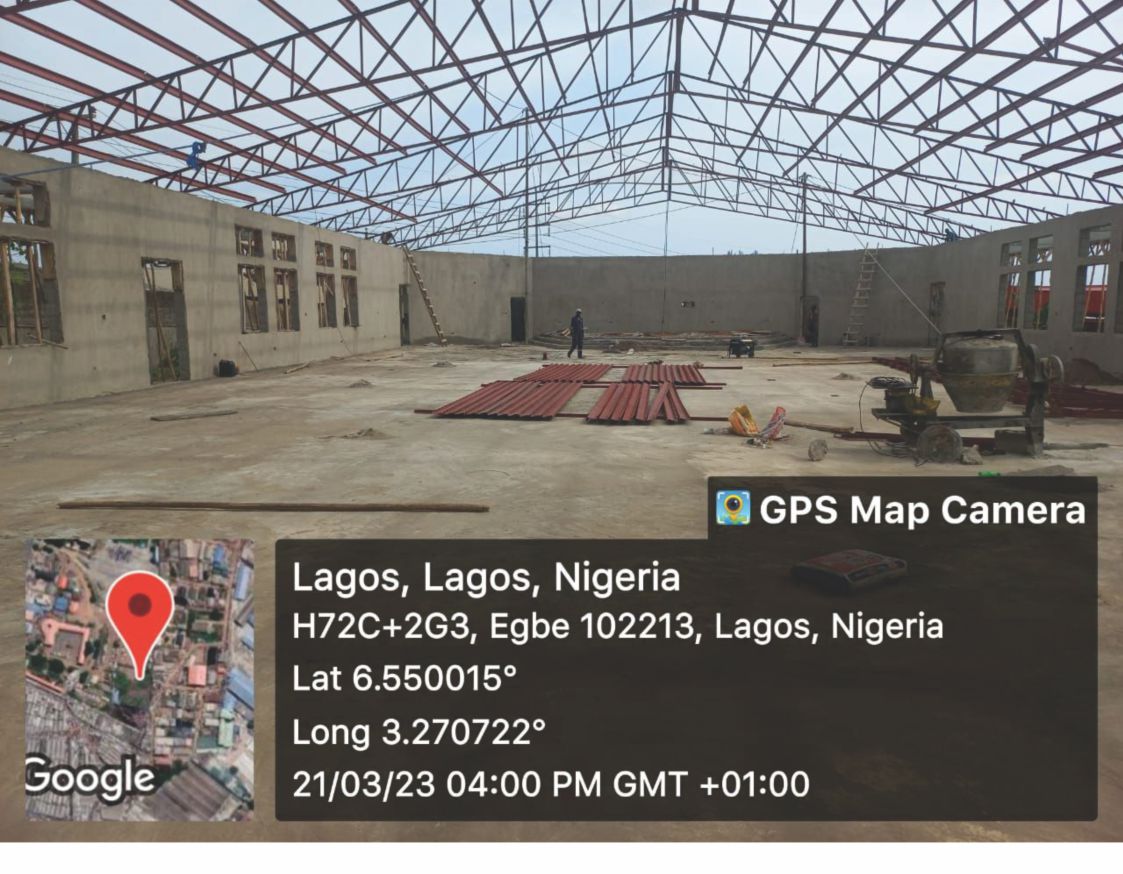 GPS Map Camera
Lagos, Lagos, Nigeria
H72C+2G3, Egbe 102213, Lagos, Nigeria
Lat 6.550015°
Long 3.270722°
21/03/23 04:00 PM GMT +01:00
Google